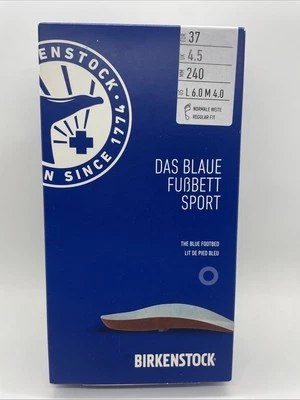 37
4.5
240
L 6.0 M 4.0
NORMALE WEITE
REGULAR FIT
ENSTOCK
N SINCE 1774
DAS BLAUE
FUßBETT
SPORT
THE BLUE FOOTBED
LIT DE PIED BLEU
BIRKENSTOCK